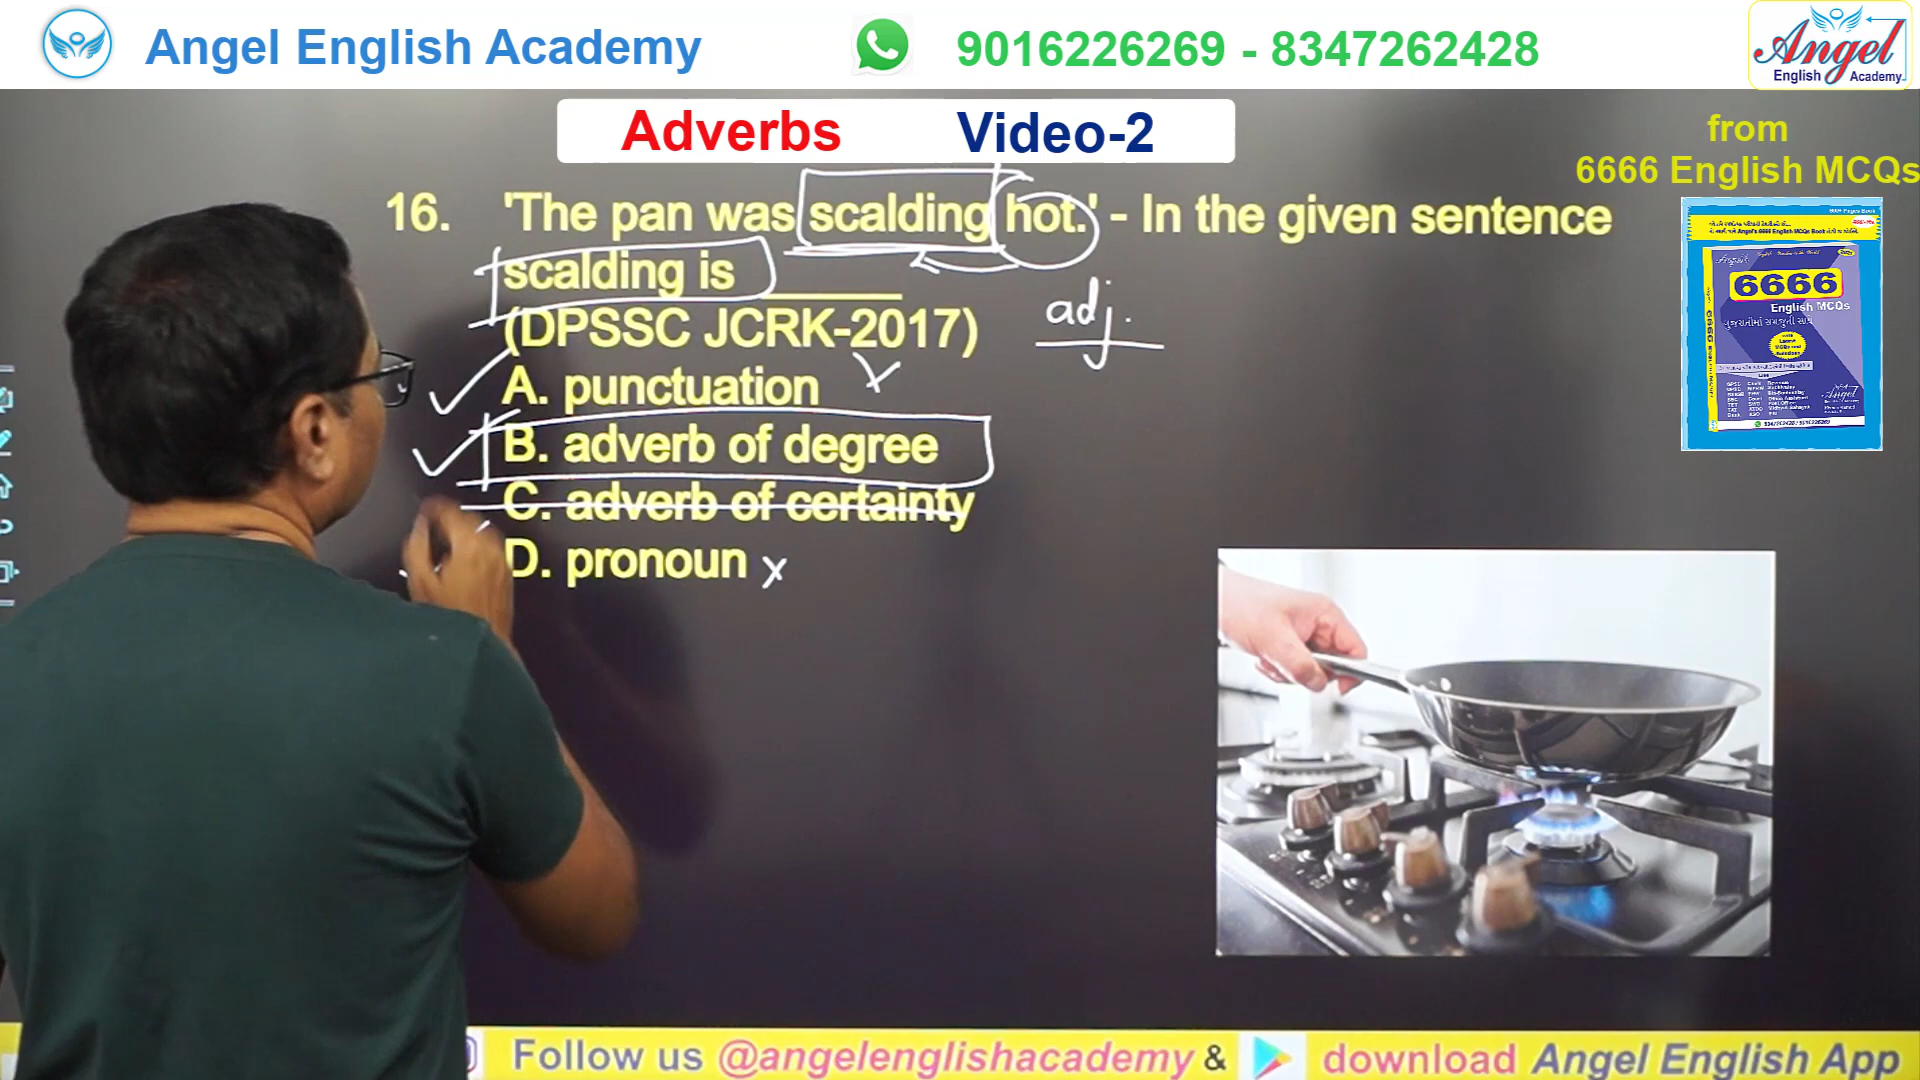 Angel English Academy
9016226269 - 8347262428
Angel
English Academy
Adverbs Video-2
from
6666 English MCQs
16. 'The pan was scalding hot.' - In the given sentence
scalding is ______
(DPSSC JCRK-2017)
adj.
A. punctuation x
B. adverb of degree
C. adverb of certainty
D. pronoun x
6666
English MCQs
Angel
Follow us @angelenglishacademy & download Angel English App